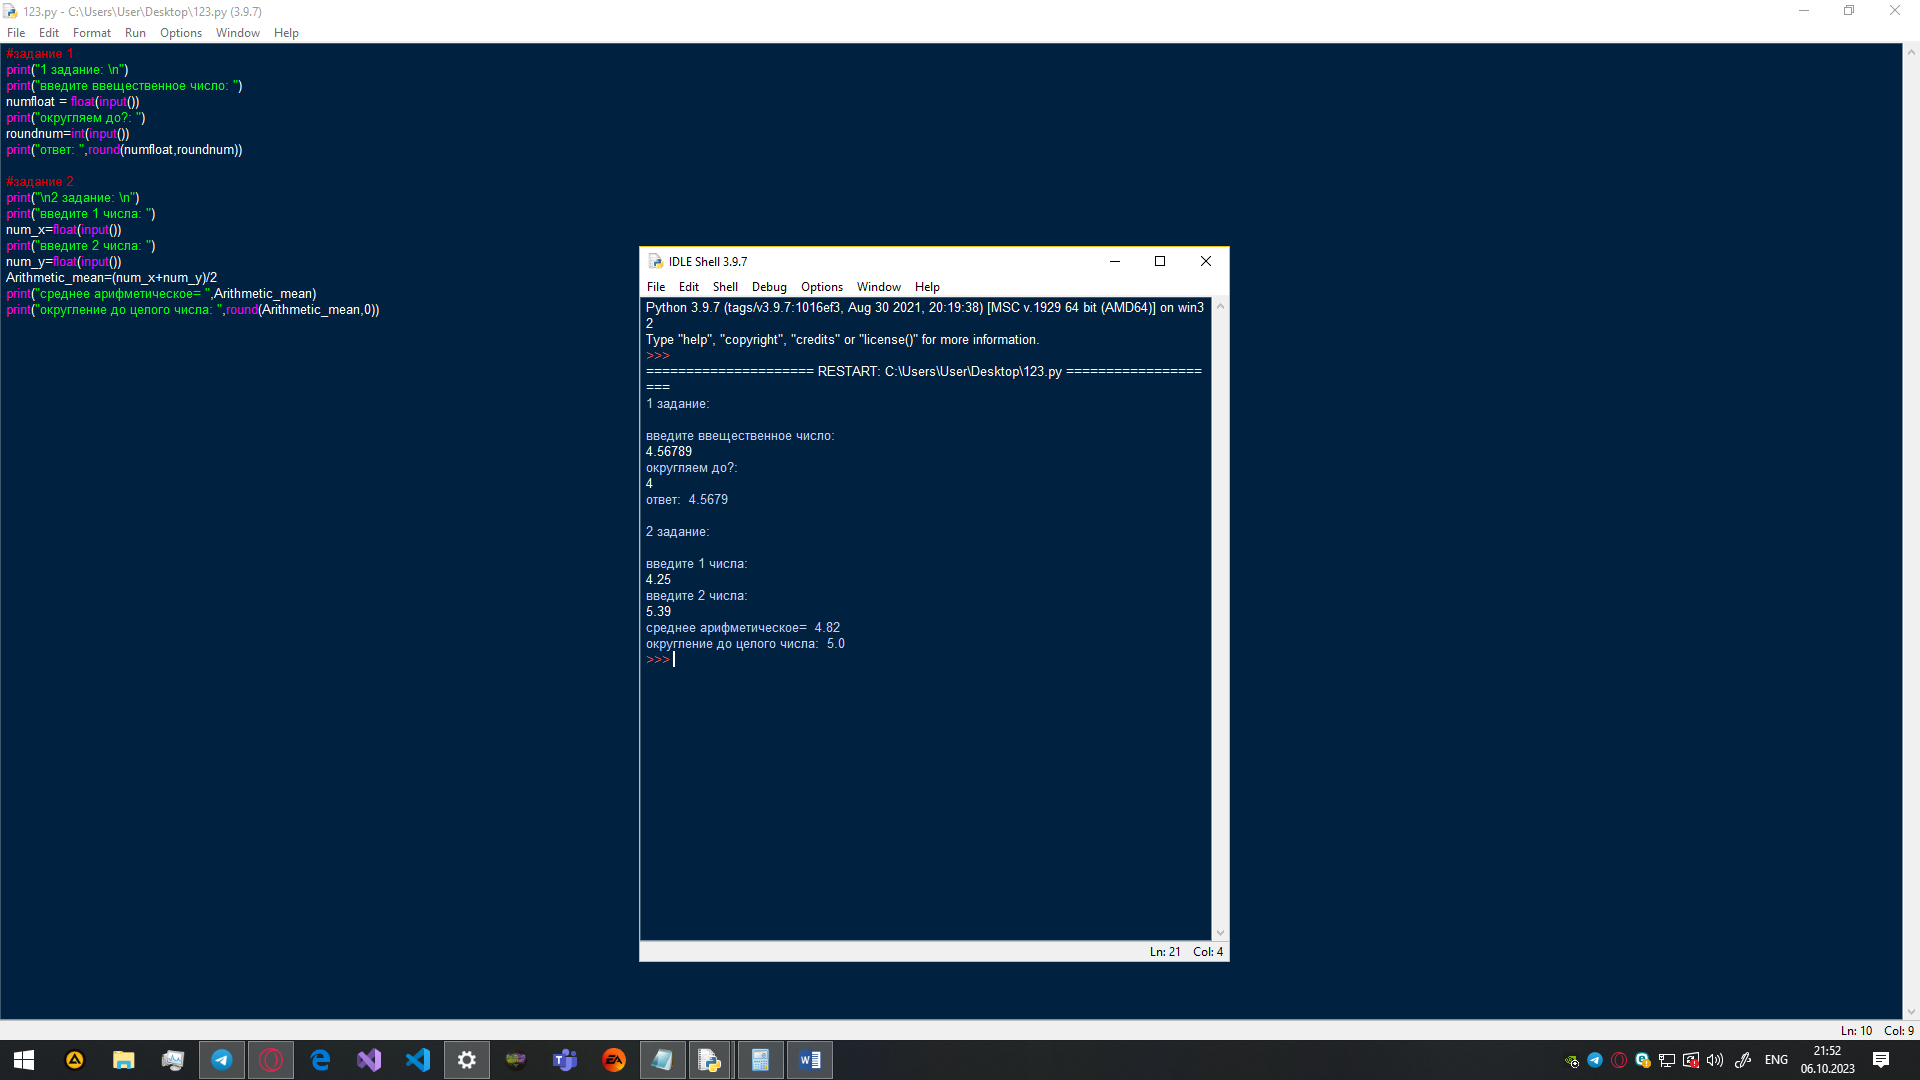 123.py - C:\Users\User\Desktop\123.py (3.9.7)
File Edit Format Run Options Window Help
#задание 1
print("1 задание: \n")
print("введите ввещественное число: ")
numfloat = float(input())
print("округляем до?: ")
roundnum=int(input())
print("ответ: ",round(numfloat,roundnum))
#задание 2
print("\n2 задание: \n")
print("введите 1 числа: ")
num_x=float(input())
print("введите 2 числа: ")
num_y=float(input())
Arithmetic_mean=(num_x+num_y)/2
print("среднее арифметическое= ",Arithmetic_mean)
print("округление до целого числа: ",round(Arithmetic_mean,0))
IDLE Shell 3.9.7
File Edit Shell Debug Options Window Help
Python 3.9.7 (tags/v3.9.7:1016ef3, Aug 30 2021, 20:19:38) [MSC v.1929 64 bit (AMD64)] on win3
2
Type "help", "copyright", "credits" or "license()" for more information.
>>>
===================== RESTART: C:\Users\User\Desktop\123.py =================
===
1 задание:
введите ввещественное число:
4.56789
округляем до?:
4
ответ:  4.5679
2 задание:
введите 1 числа:
4.25
введите 2 числа:
5.39
среднее арифметическое=  4.82
округление до целого числа:  5.0
>>>
Ln: 21 Col: 4
Ln: 10 Col: 9
ENG
21:52
06.10.2023